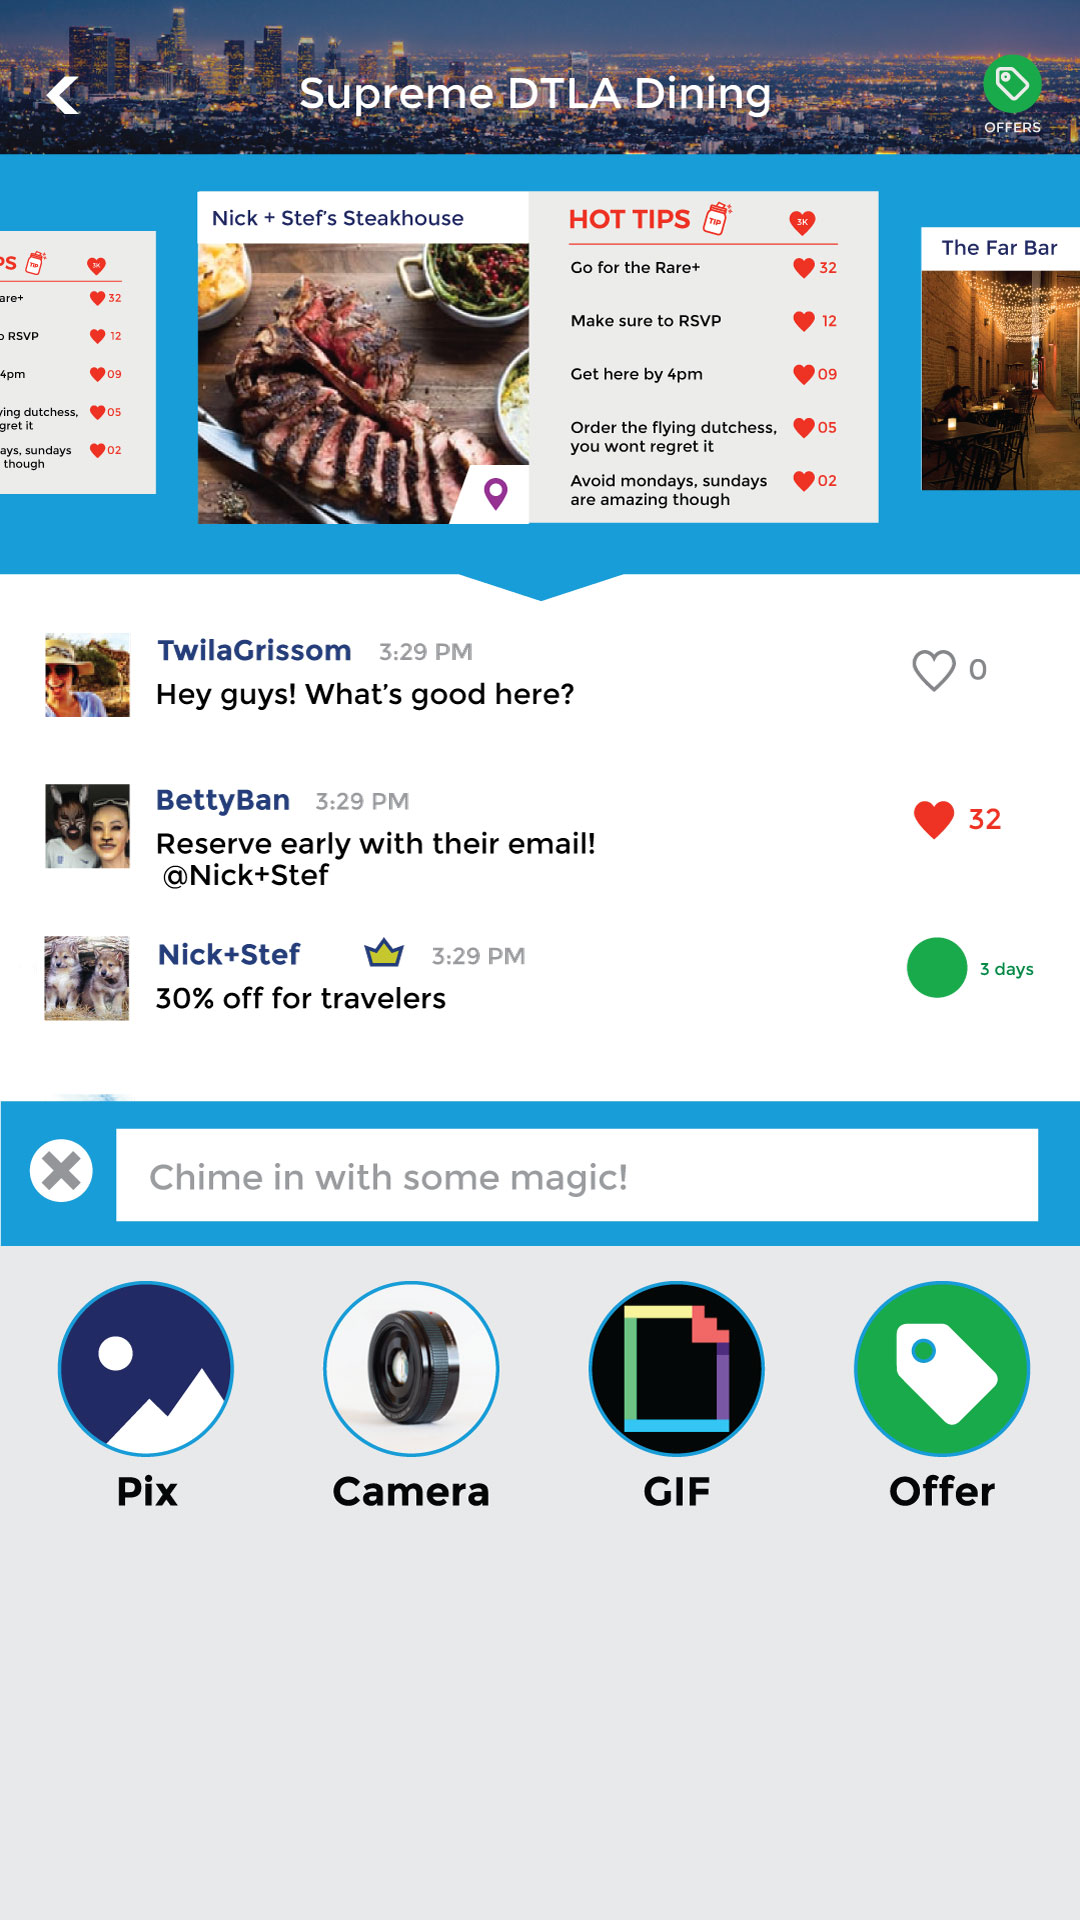 Supreme DTLA Dining
OFFERS
PS
TIP
3K
are+
32
o RSVP
12
4pm
09
ying dutchess,
gret it
05
ays, sundays
though
02
Nick + Stef's Steakhouse
HOT TIPS
TIP
3K
Go for the Rare+
32
Make sure to RSVP
12
Get here by 4pm
09
Order the flying dutchess,
you wont regret it
05
Avoid mondays, sundays
are amazing though
02
The Far Bar
TwilaGrissom 3:29 PM
Hey guys! What's good here?
0
BettyBan 3:29 PM
Reserve early with their email!
@Nick+Stef
32
Nick+Stef 3:29 PM
30% off for travelers
3 days
Chime in with some magic!
Pix
Camera
GIF
Offer